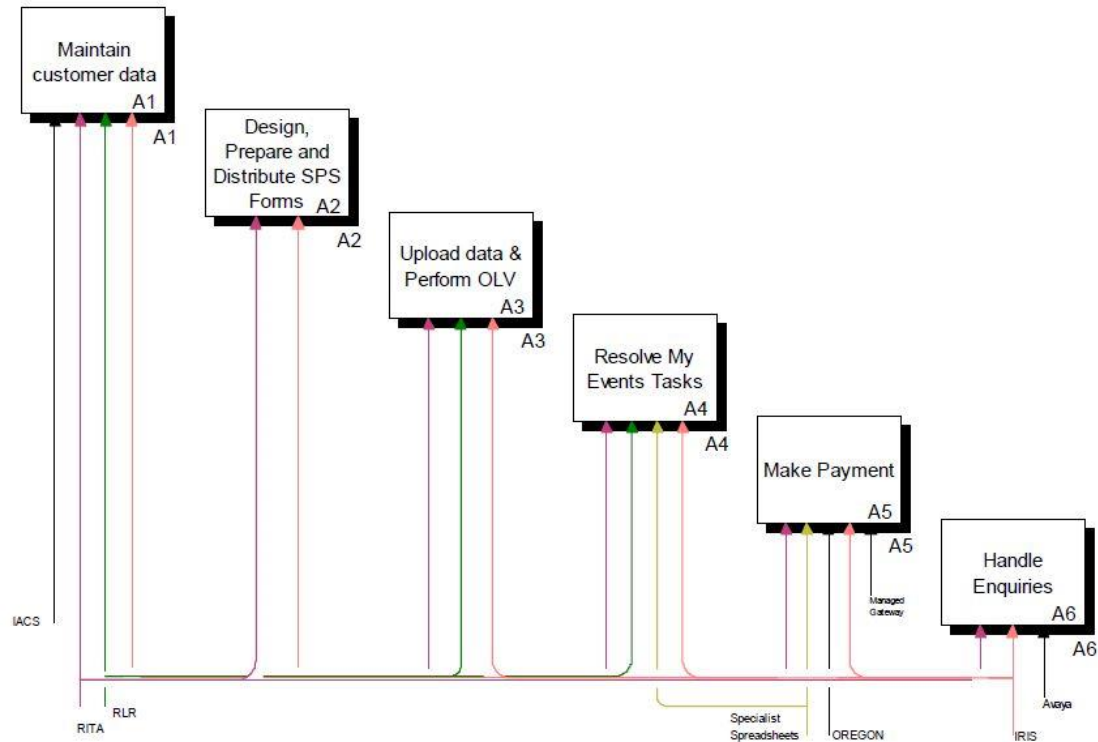 Maintain
customer data
A1
A1
Design,
Prepare and
Distribute SPS
Forms
A2
A2
Upload data &
Perform OLV
A3
A3
Resolve My
Events Tasks
A4
A4
Make Payment
A5
A5
Handle
Enquiries
A6
A6
Managed
Gateway
IACS
RITA
RLR
Specialist
Spreadsheets
OREGON
IRIS
Avaya